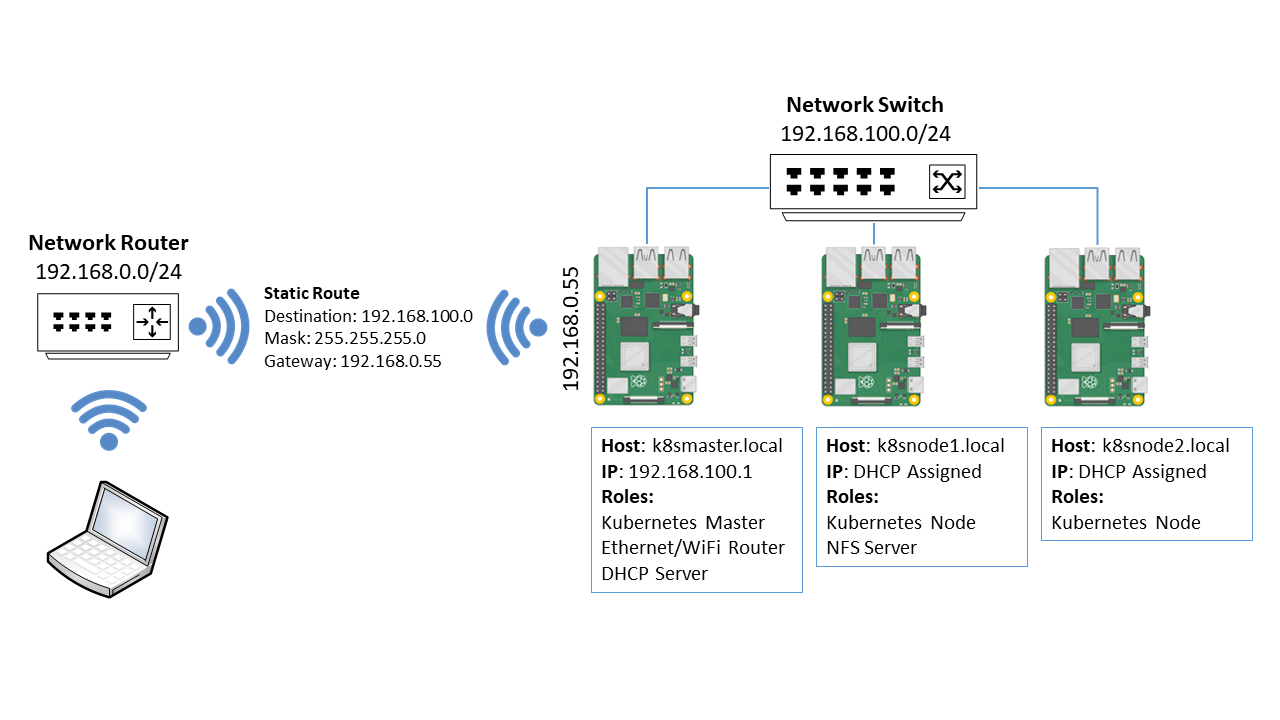 Network Switch
192.168.100.0/24
Network Router
192.168.0.0/24
Static Route
Destination: 192.168.100.0
Mask: 255.255.255.0
Gateway: 192.168.0.55
192.168.0.55
Host: k8smaster.local
IP: 192.168.100.1
Roles:
Kubernetes Master
Ethernet/WiFi Router
DHCP Server
Host: k8snode1.local
IP: DHCP Assigned
Roles:
Kubernetes Node
NFS Server
Host: k8snode2.local
IP: DHCP Assigned
Roles:
Kubernetes Node